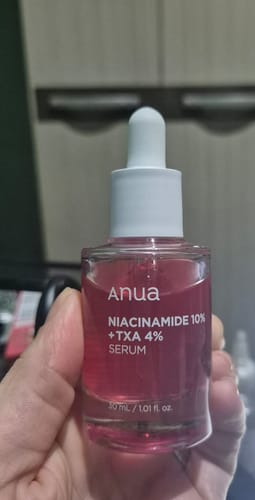 Anua
NIACINAMIDE 10%
+TXA 4%
SERUM
30 mL / 1.01 fl. oz.